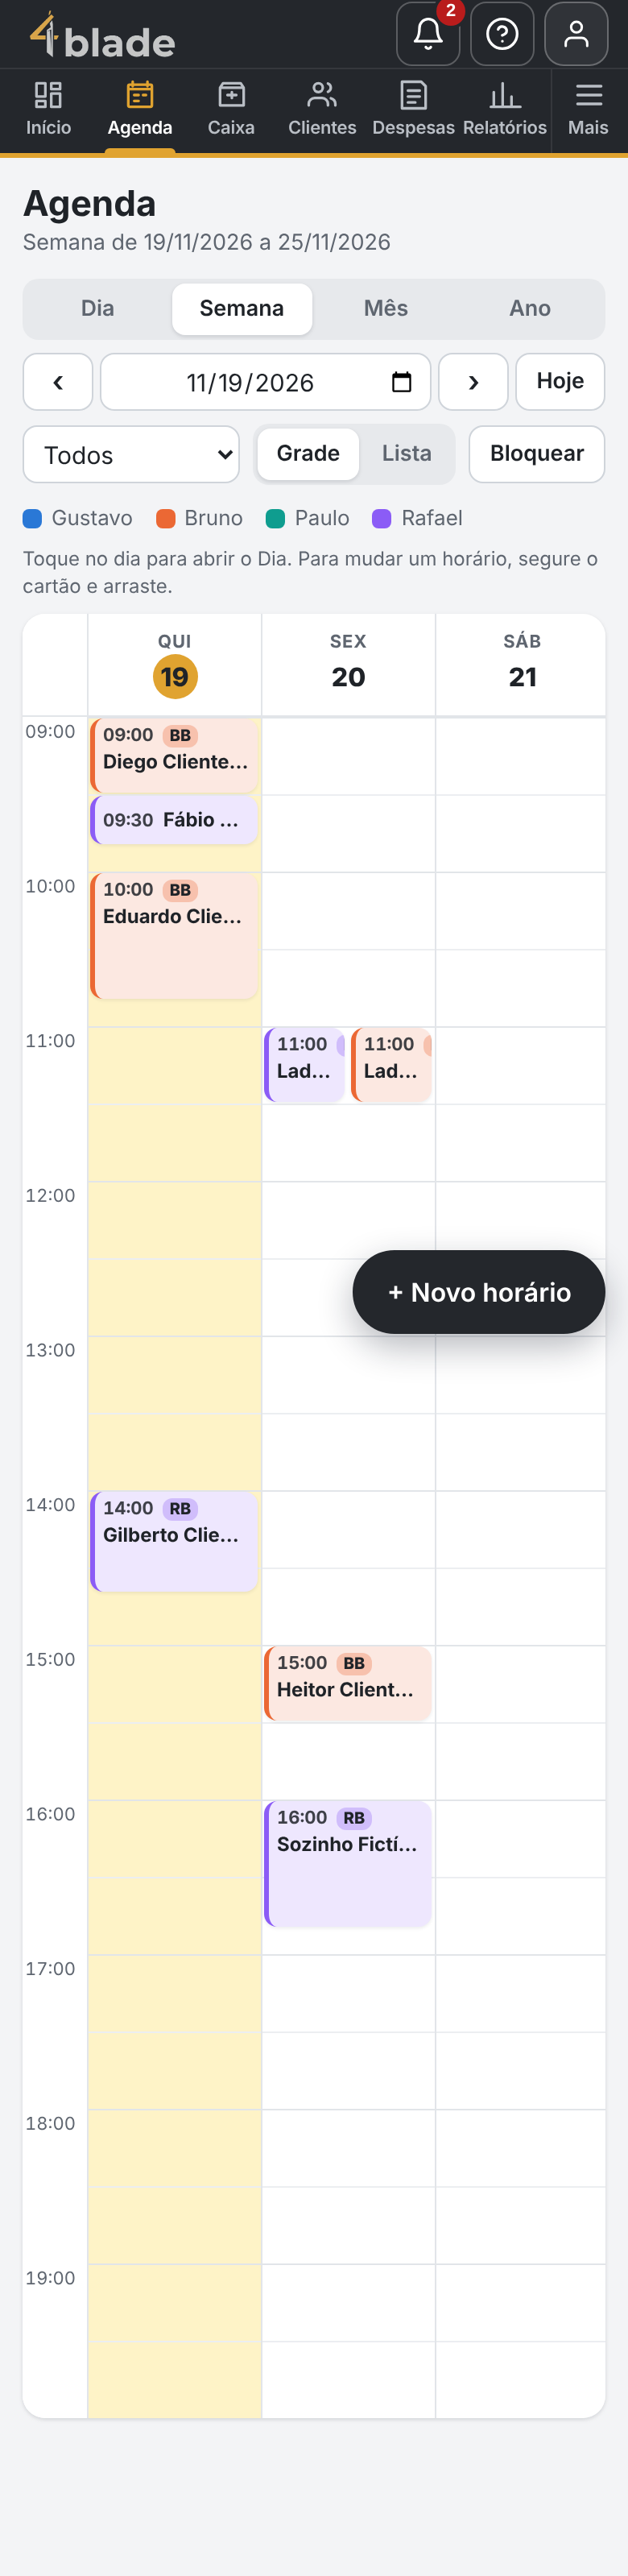 4blade
2
Início Agenda Caixa Clientes Despesas Relatórios Mais
Agenda
Semana de 19/11/2026 a 25/11/2026
Dia Semana Mês Ano
‹ 11/19/2026 › Hoje
Todos Grade Lista Bloquear
Gustavo Bruno Paulo Rafael
Toque no dia para abrir o Dia. Para mudar um horário, segure o
cartão e arraste.
QUI SEX SÁB
19 20 21
09:00 09:00 BB
Diego Cliente...
09:30 Fábio ...
10:00 10:00 BB
Eduardo Clie...
11:00 11:00 11:00
Lad... Lad...
12:00
+ Novo horário
13:00
14:00 14:00 RB
Gilberto Clie...
15:00 15:00 BB
Heitor Client...
16:00 16:00 RB
Sozinho Fictí...
17:00
18:00
19:00